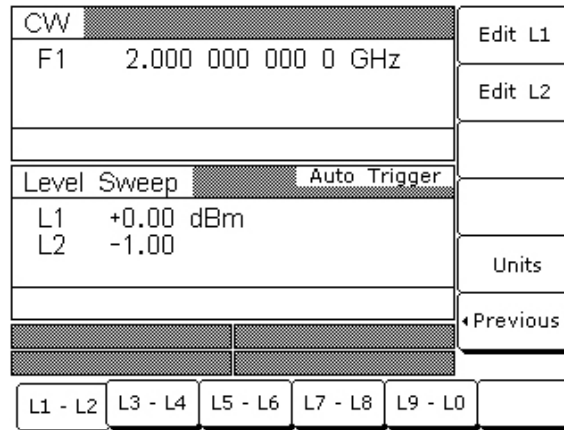 CW
F1 2.000 000 000 0 GHz
Level Sweep Auto Trigger
L1 +0.00 dBm
L2 -1.00
Edit L1
Edit L2
Units
Previous
L1 - L2 L3 - L4 L5 - L6 L7 - L8 L9 - L0